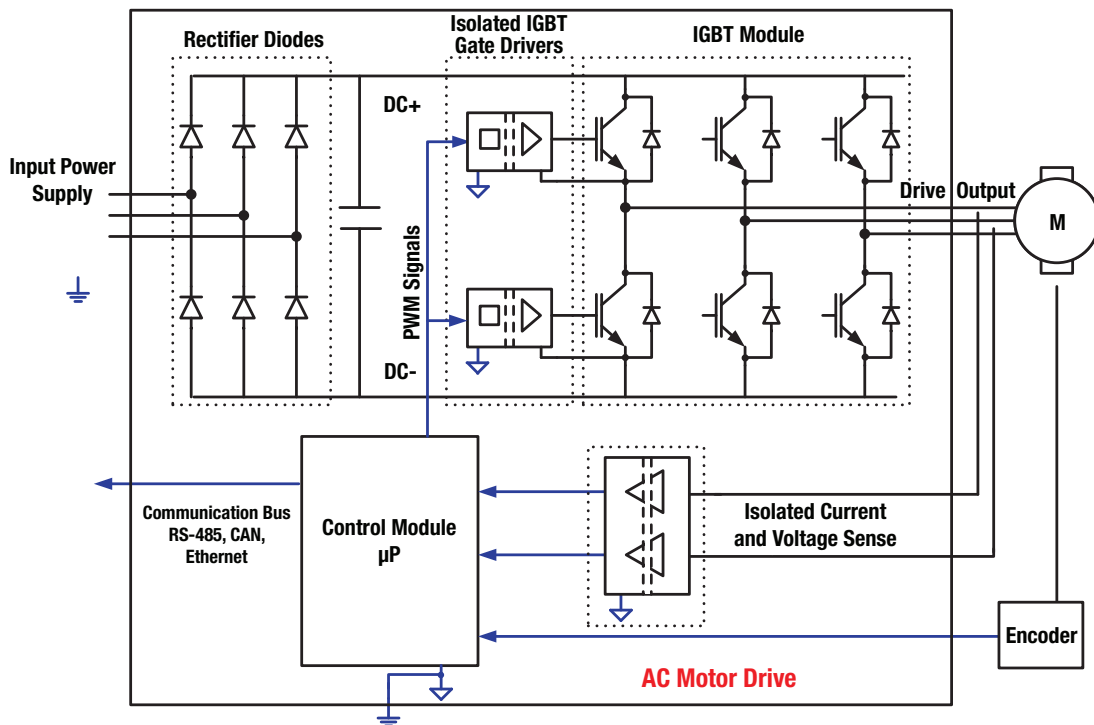 Rectifier Diodes
Isolated IGBT
Gate Drivers
IGBT Module
DC+
Input Power
Supply
PWM Signals
Drive Output
M
DC-
Communication Bus
RS-485, CAN,
Ethernet
Control Module
µP
Isolated Current
and Voltage Sense
Encoder
AC Motor Drive